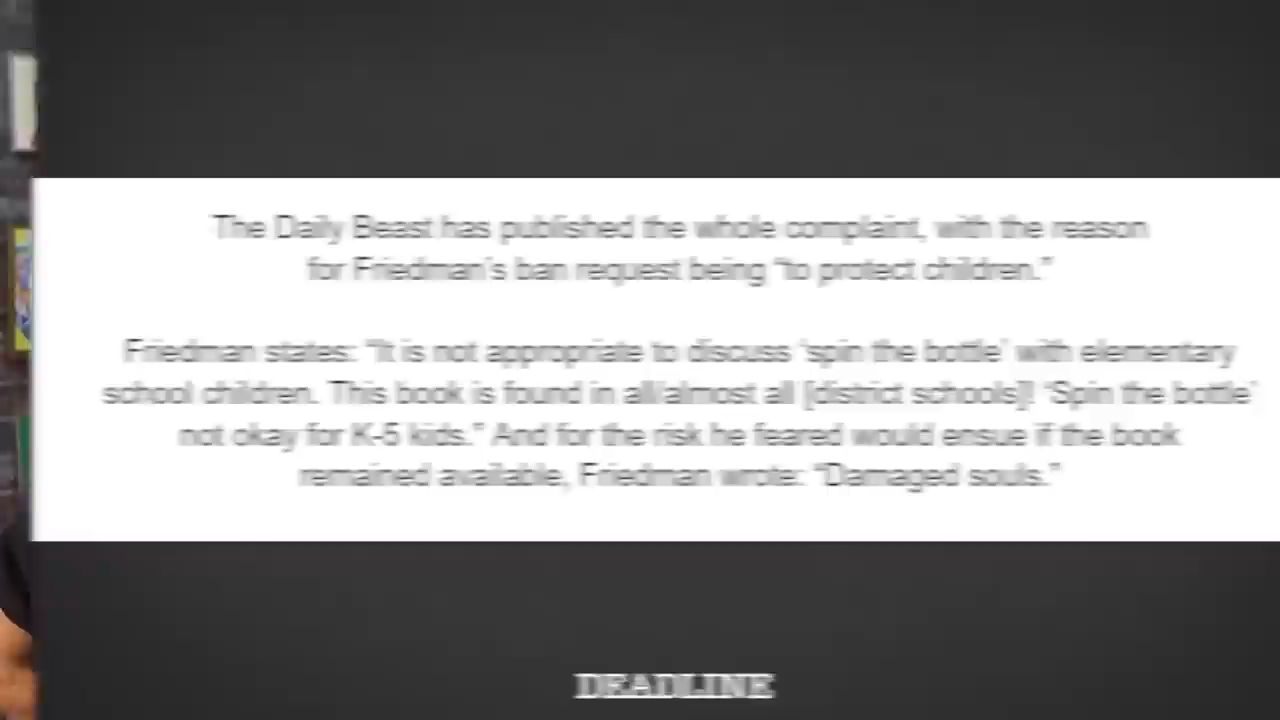 The Daily Beast has published the whole complaint, with the reason
for Friedman's ban request being "to protect children."
Friedman states: "It is not appropriate to discuss 'spin the bottle' with elementary
school children. This book is found in all/almost all [district schools]! 'Spin the bottle'
not okay for K-5 kids." And for the risk he feared would ensue if the book
remained available, Friedman wrote: "Damaged souls."
DEADLINE